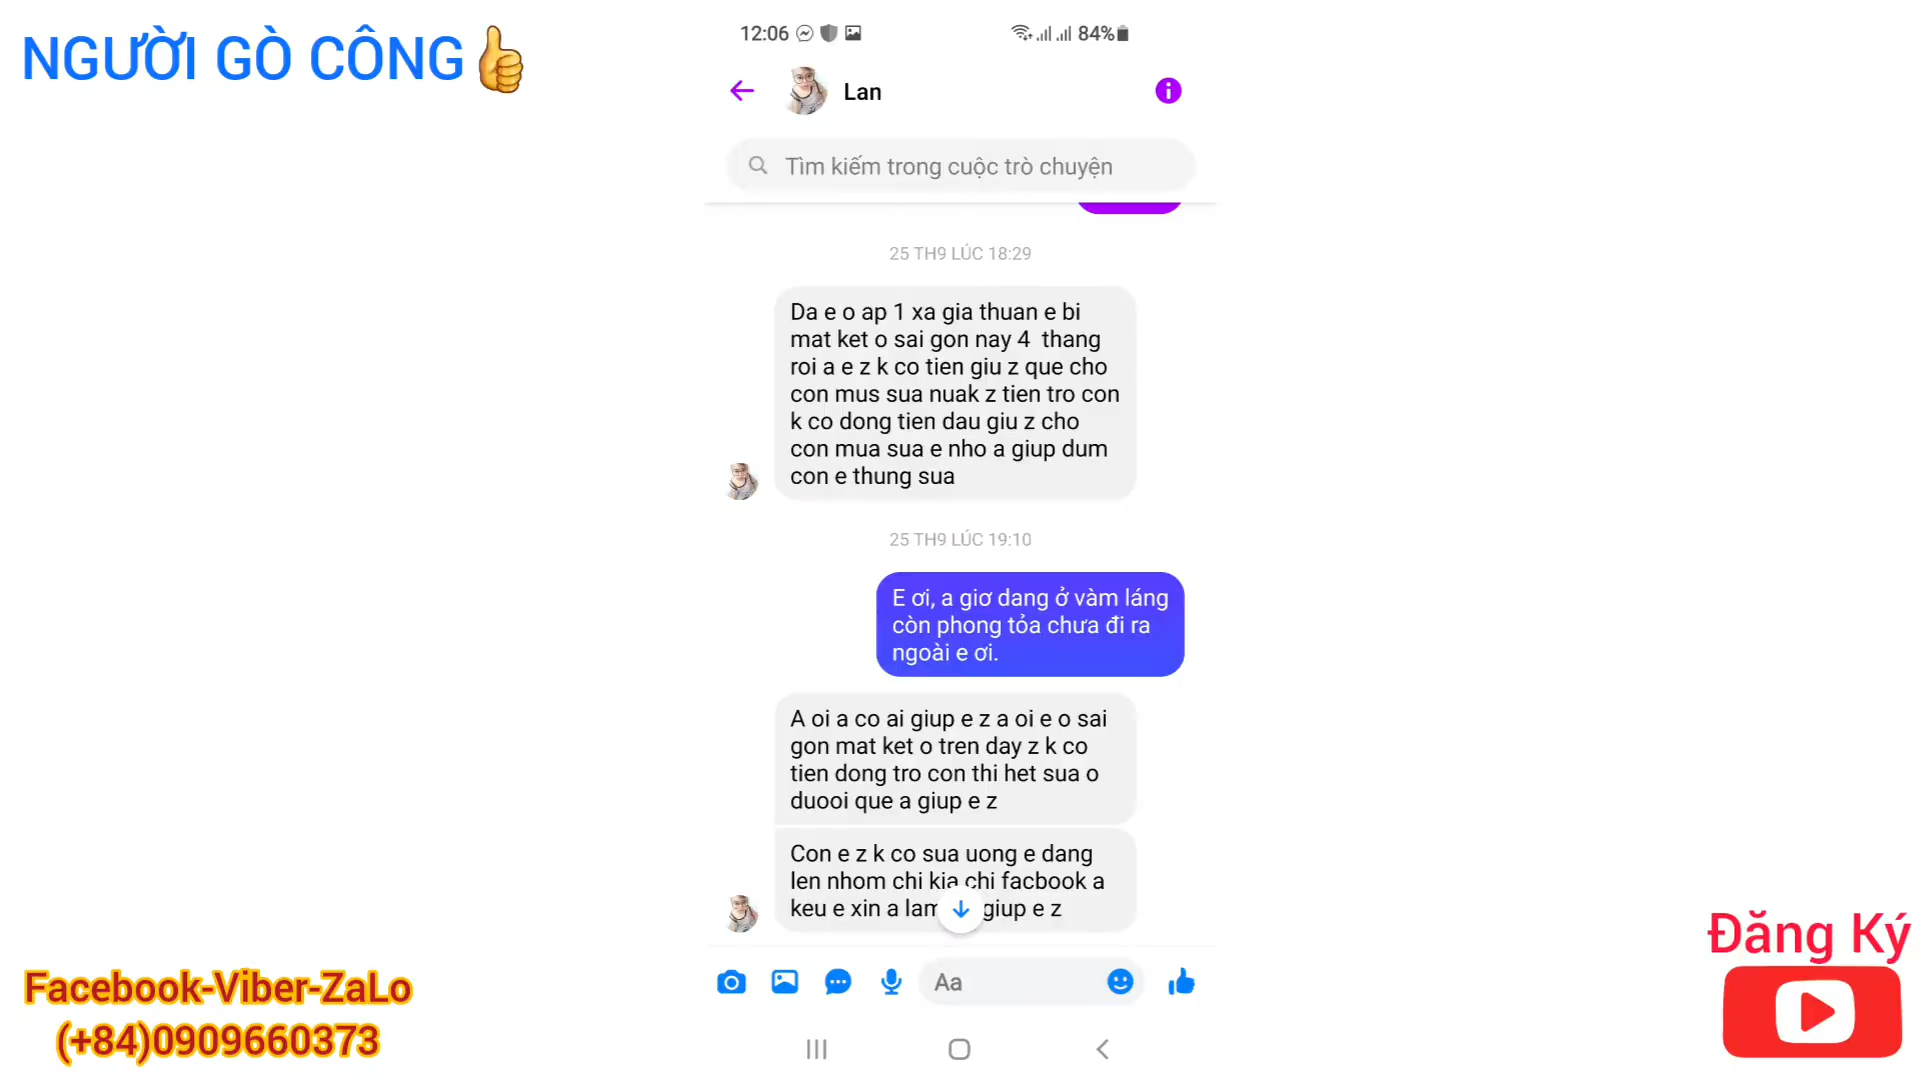 NGƯỜI GÒ CÔNG
12:06
84%
Lan
Tìm kiếm trong cuộc trò chuyện
25 TH9 LÚC 18:29
Da e o ap 1 xa gia thuan e bi
mat ket o sai gon nay 4 thang
roi a e z k co tien giu z que cho
con mus sua nuak z tien tro con
k co dong tien dau giu z cho
con mua sua e nho a giup dum
con e thung sua
25 TH9 LÚC 19:10
E ơi, a giơ dang ở vàm láng
còn phong tỏa chưa đi ra
ngoài e ơi.
A oi a co ai giup e z a oi e o sai
gon mat ket o tren day z k co
tien dong tro con thi het sua o
duooi que a giup e z
Con e z k co sua uong e dang
len nhom chi kia chi facbook a
keu e xin a lam giup e z
Aa
Facebook-Viber-ZaLo
(+84)0909660373
Đăng Ký